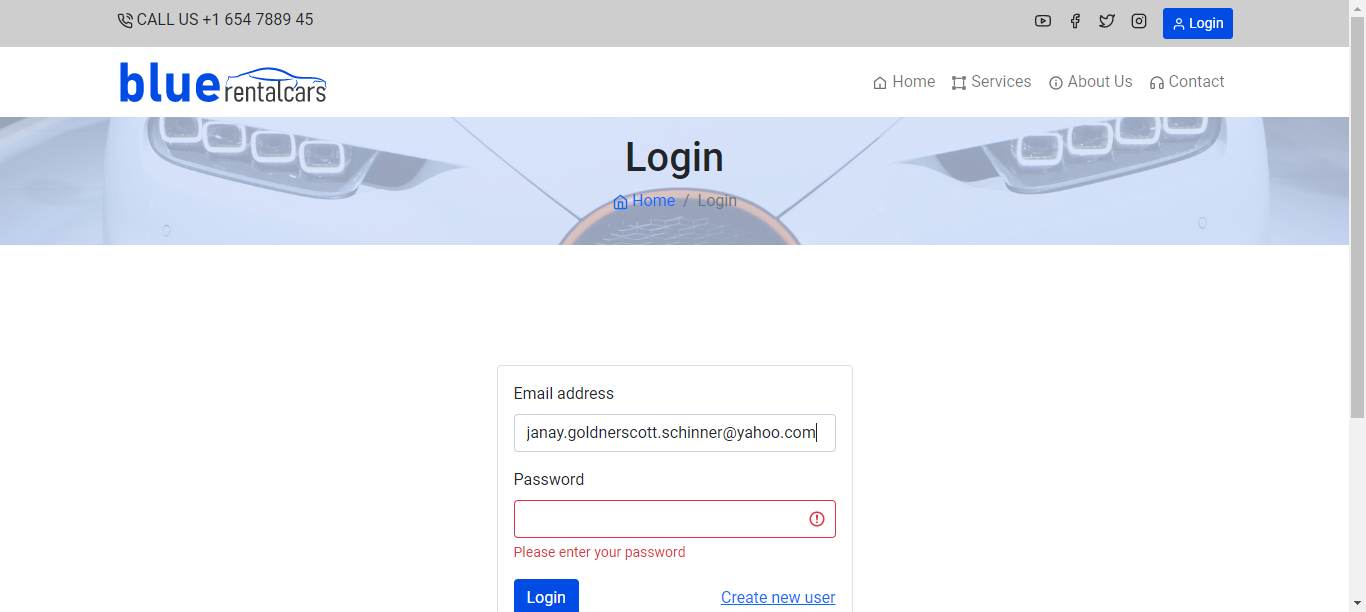 CALL US +1 654 7889 45
Login
blue rentalcars
Home Services About Us Contact
Login
Home / Login
Email address
janay.goldnerscott.schinner@yahoo.com
Password
Please enter your password
Login Create new user